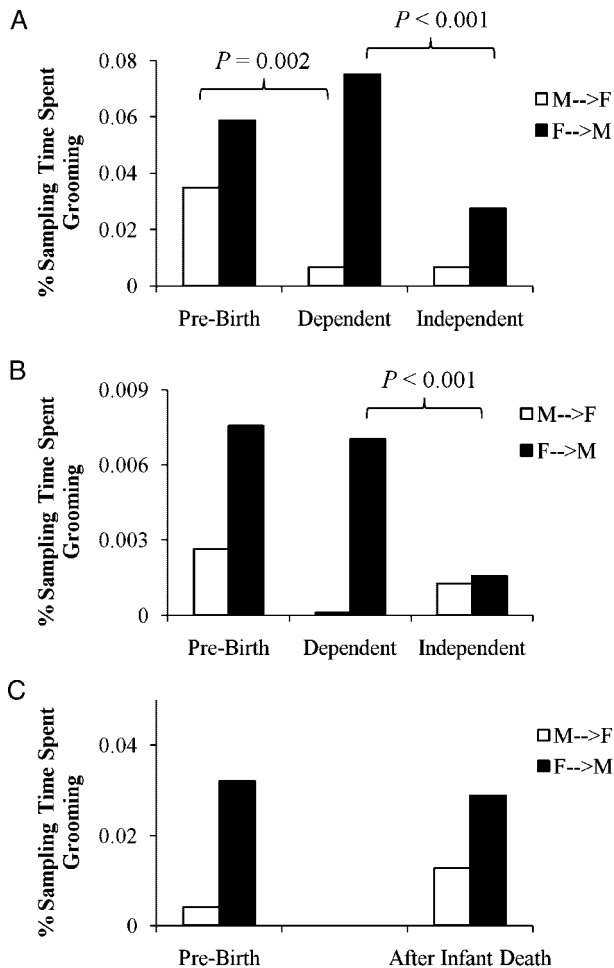 A
% Sampling Time Spent
Grooming
0.08
0.06
0.04
0.02
0
P = 0.002
P < 0.001
M-->F
F-->M
Pre-Birth
Dependent
Independent
B
% Sampling Time Spent
Grooming
0.009
0.006
0.003
0
P < 0.001
M-->F
F-->M
Pre-Birth
Dependent
Independent
C
% Sampling Time Spent
Grooming
0.04
0.02
0
M-->F
F-->M
Pre-Birth
After Infant Death